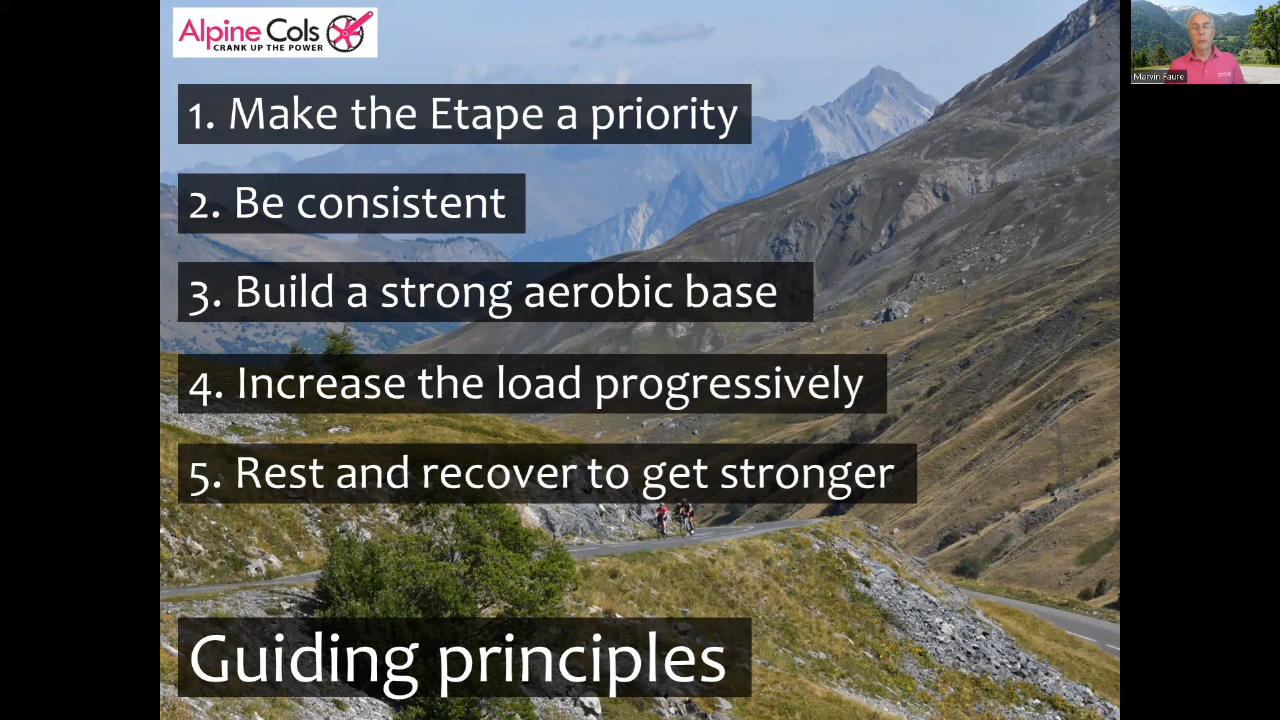 Alpine Cols
CRANK UP THE POWER
1. Make the Etape a priority
2. Be consistent
3. Build a strong aerobic base
4. Increase the load progressively
5. Rest and recover to get stronger
Guiding principles
Marvin Faure